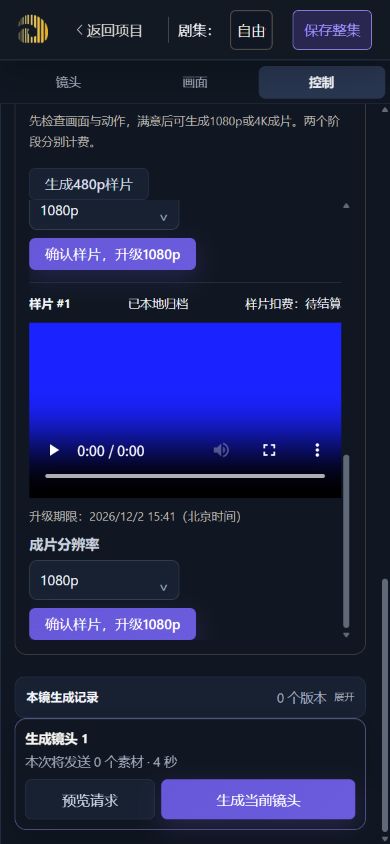 返回项目
剧集：
自由
保存整集
镜头
画面
控制
先检查画面与动作，满意后可生成1080p或4K成片。两个阶
段分别计费。
生成480p样片
1080p
确认样片，升级1080p
样片 #1
已本地归档
样片扣费：待结算
0:00 / 0:00
升级期限：2026/12/2 15:41（北京时间）
成片分辨率
1080p
确认样片，升级1080p
本镜生成记录
0 个版本
展开
生成镜头 1
本次将发送 0 个素材 · 4 秒
预览请求
生成当前镜头